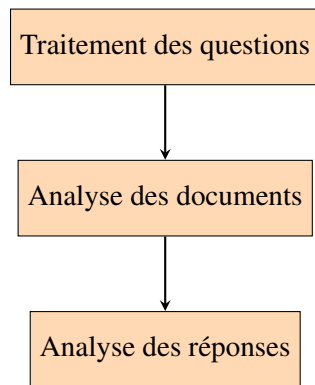 Traitement des questions
Analyse des documents
Analyse des réponses